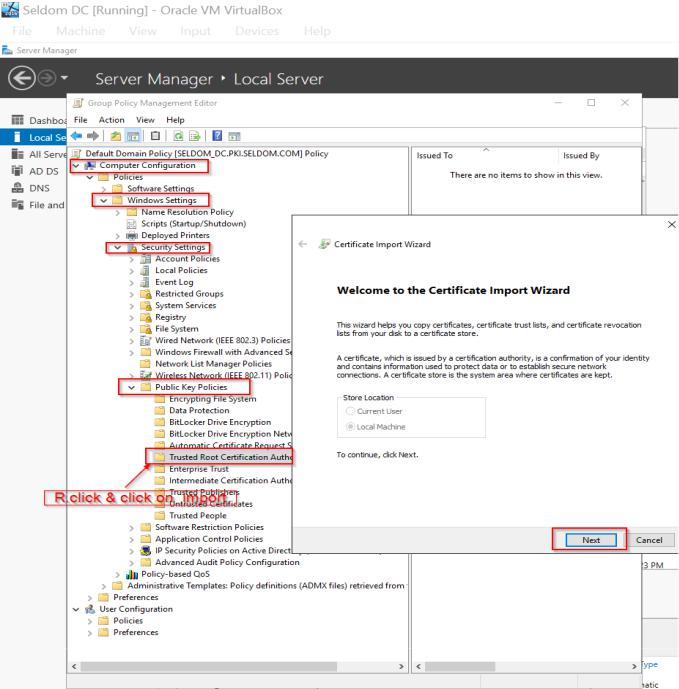 Seldom DC [Running] - Oracle VM VirtualBox
File Machine View Input Devices Help
Server Manager
Server Manager ‣ Local Server
Group Policy Management Editor
File Action View Help
Dashboa
Local Se
All Serve
AD DS
DNS
File and
Default Domain Policy [SELDOM_DC.PKI.SELDOM.COM] Policy
Computer Configuration
Policies
Software Settings
Windows Settings
Name Resolution Policy
Scripts (Startup/Shutdown)
Deployed Printers
Security Settings
Account Policies
Local Policies
Event Log
Restricted Groups
System Services
Registry
File System
Wired Network (IEEE 802.3) Policies
Windows Firewall with Advanced Se
Network List Manager Policies
Wireless Network (IEEE 802.11) Polic
Public Key Policies
Encrypting File System
Data Protection
BitLocker Drive Encryption
BitLocker Drive Encryption Netw
Automatic Certificate Request S
Trusted Root Certification Autho
Enterprise Trust
Intermediate Certification Autho
Trusted Publishers
Untrusted Certificates
Trusted People
R.click & click on import
Software Restriction Policies
Application Control Policies
IP Security Policies on Active Direct
Advanced Audit Policy Configuration
Policy-based QoS
Administrative Templates: Policy definitions (ADMX files) retrieved from
Preferences
User Configuration
Policies
Preferences
Issued To Issued By
There are no items to show in this view.
Certificate Import Wizard
Welcome to the Certificate Import Wizard
This wizard helps you copy certificates, certificate trust lists, and certificate revocation
lists from your disk to a certificate store.
A certificate, which is issued by a certification authority, is a confirmation of your identity
and contains information used to protect data or to establish secure network
connections. A certificate store is the system area where certificates are kept.
Store Location
Current User
Local Machine
To continue, click Next.
Next Cancel
3 PM
Type
matic